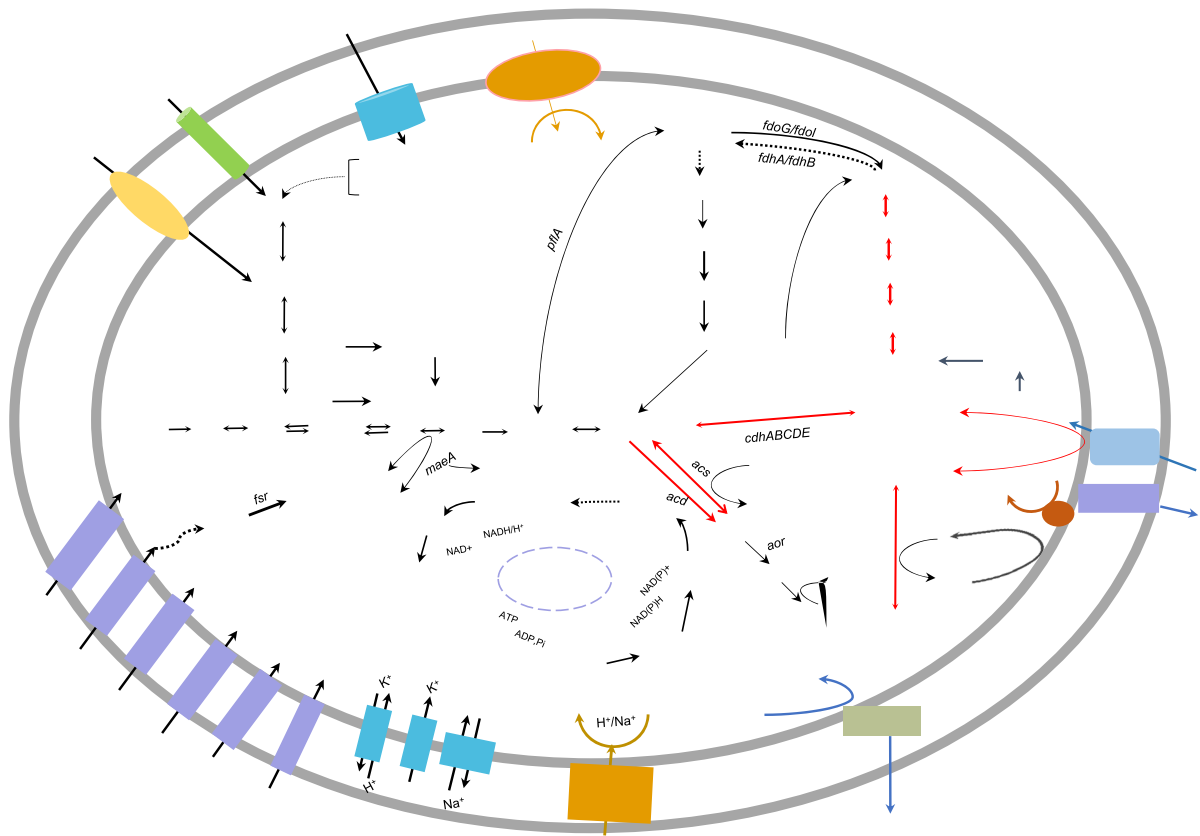 fdoG/fdoI
fdhA/fdhB
pflA
cdhABCDE
maeA
acs
acd
fsr
NADH/H⁺
NAD+
aor
NAD(P)+
NAD(P)H
ATP
ADP,Pi
K⁺
K⁺
H⁺/Na⁺
H⁺
Na⁺